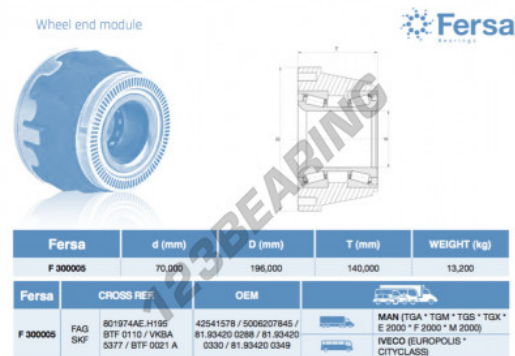 Wheel end module
Fersa
Bearings
T
D
d
123BEARING
Fersa d (mm) D (mm) T (mm) WEIGHT (kg)
F 300005 70,000 196,000 140,000 13,200
Fersa CROSS REF. OEM
F 300005
FAG
SKF
801974AE.H195
BTF 0110 / VKBA
5377 / BTF 0021 A
42541578 / 5006207845 /
81.93420 0288 / 81.93420
0330 / 81.93420 0349
MAN (TGA * TGM * TGS * TGX *
E 2000 * F 2000 * M 2000)
IVECO (EUROPOLIS *
CITYCLASS)